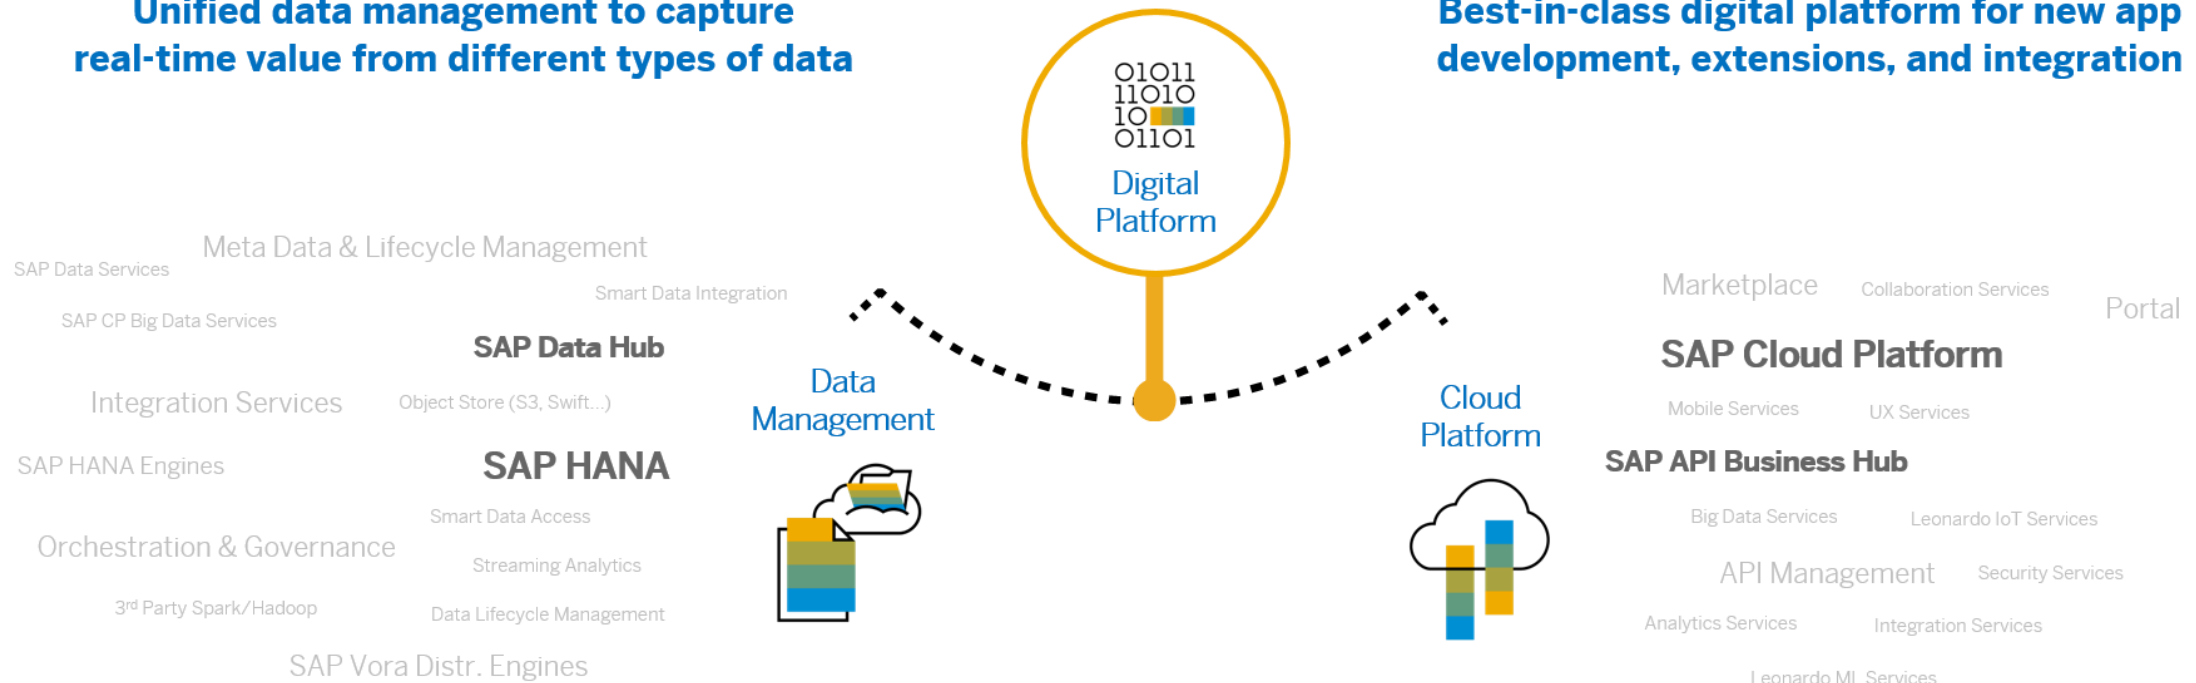 Unified data management to capture
real-time value from different types of data
01011
11010
10
01101
Digital
Platform
Best-in-class digital platform for new app
development, extensions, and integration
Meta Data & Lifecycle Management
SAP Data Services
Smart Data Integration
SAP CP Big Data Services
SAP Data Hub
Integration Services
Object Store (S3, Swift...)
SAP HANA Engines
SAP HANA
Smart Data Access
Orchestration & Governance
Streaming Analytics
3rd Party Spark/Hadoop
Data Lifecycle Management
SAP Vora Distr. Engines
Data
Management
Cloud
Platform
Marketplace
Collaboration Services
Portal
SAP Cloud Platform
Mobile Services
UX Services
SAP API Business Hub
Big Data Services
Leonardo IoT Services
API Management
Security Services
Analytics Services
Integration Services
Leonardo ML Services